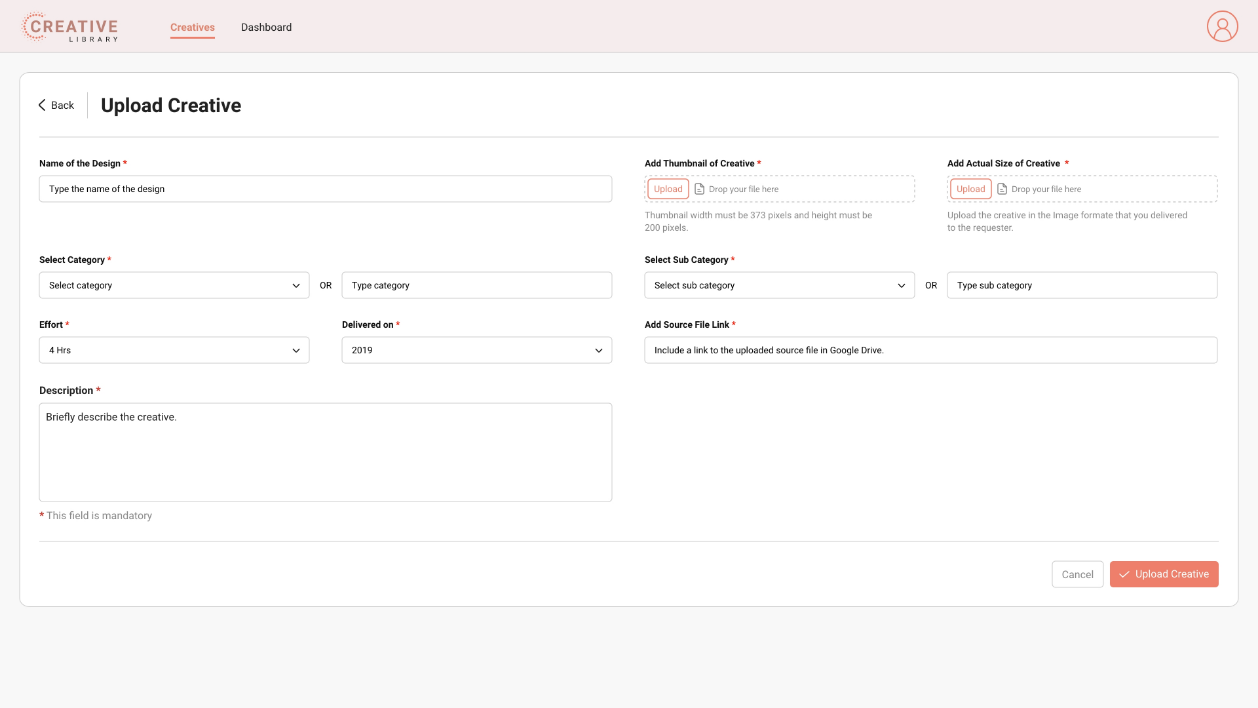 CREATIVE
LIBRARY
Creatives
Dashboard
Back
Upload Creative
Name of the Design *
Type the name of the design
Add Thumbnail of Creative *
Upload
Drop your file here
Thumbnail width must be 373 pixels and height must be
200 pixels.
Add Actual Size of Creative *
Upload
Drop your file here
Upload the creative in the Image formate that you delivered
to the requester.
Select Category *
Select category
OR
Type category
Select Sub Category *
Select sub category
OR
Type sub category
Effort *
4 Hrs
Delivered on *
2019
Add Source File Link *
Include a link to the uploaded source file in Google Drive.
Description *
Briefly describe the creative.
* This field is mandatory
Cancel
Upload Creative